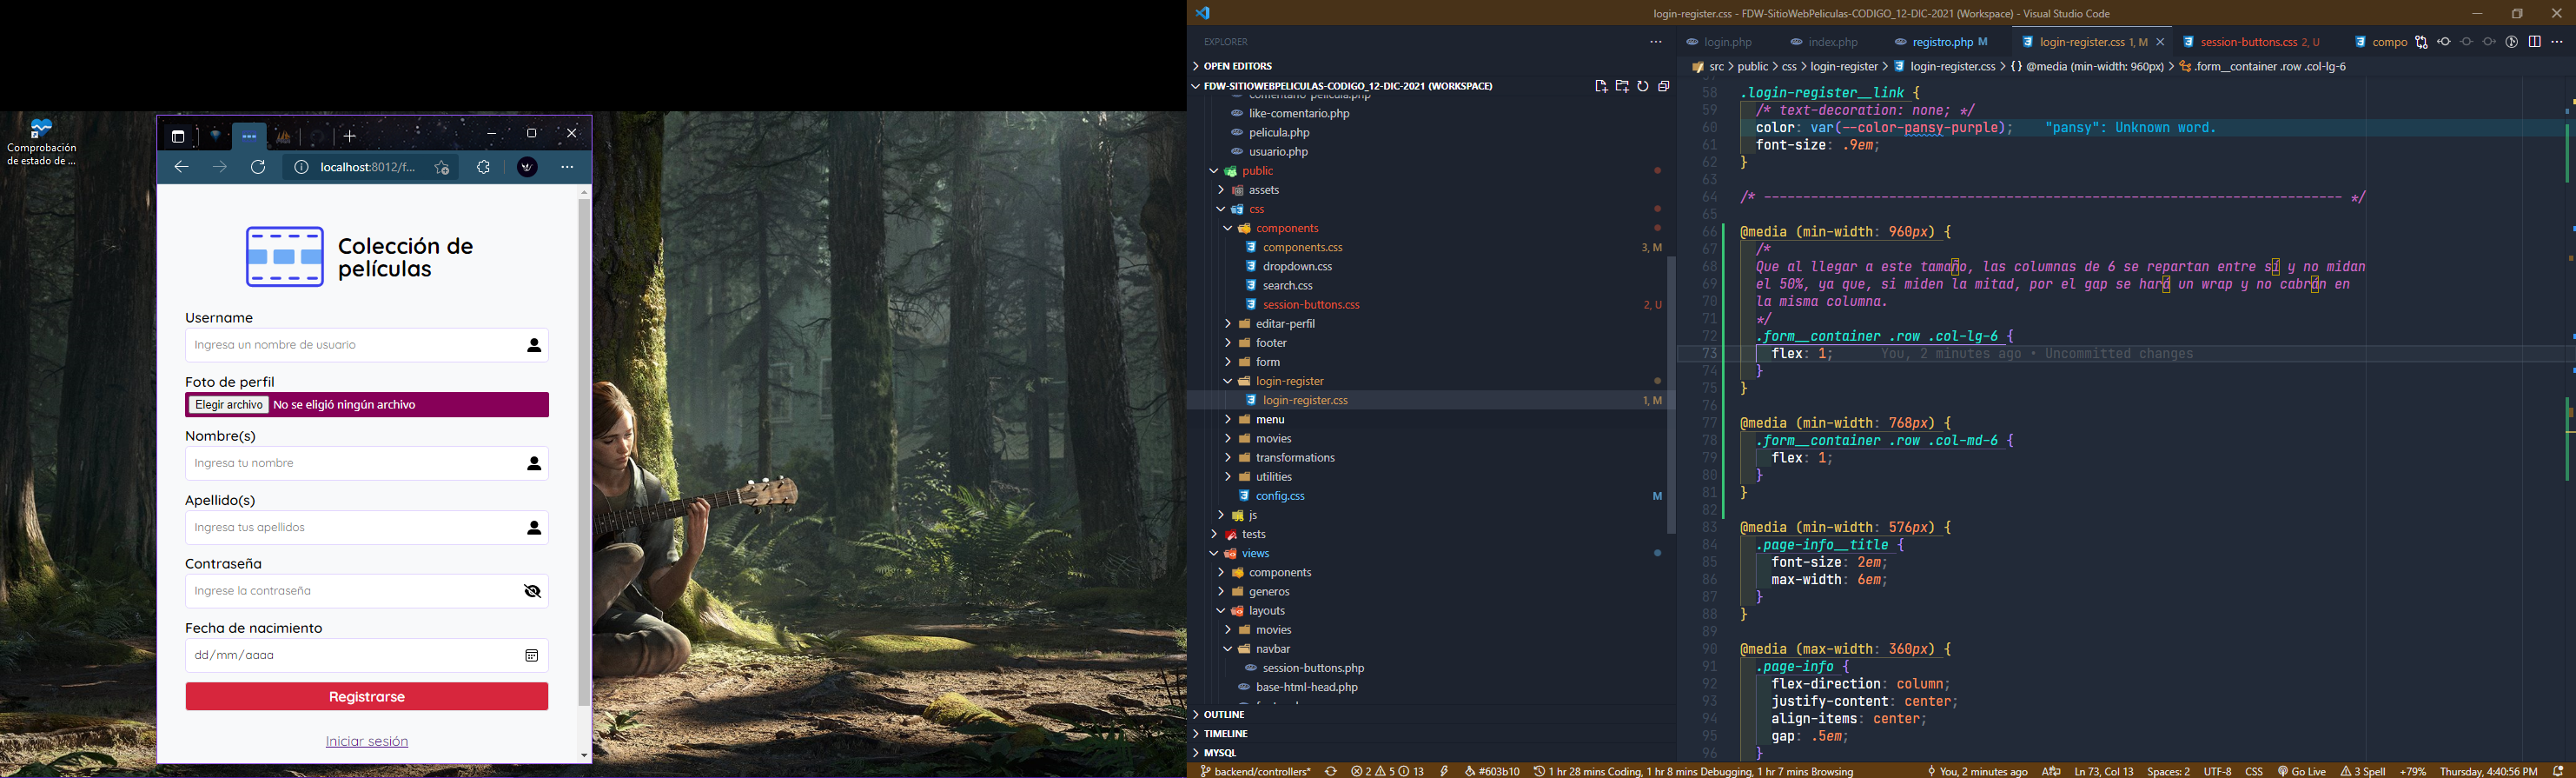 Comprobación
de estado de ...
localhost:8012/f...
Colección de
películas
Username
Ingresa un nombre de usuario
Foto de perfil
Elegir archivo No se eligió ningún archivo
Nombre(s)
Ingresa tu nombre
Apellido(s)
Ingresa tus apellidos
Contraseña
Ingrese la contraseña
Fecha de nacimiento
dd/mm/aaaa
Registrarse
Iniciar sesión
login-register.css - FDW-SitioWebPeliculas-CODIGO_12-DIC-2021 (Workspace) - Visual Studio Code
EXPLORER
OPEN EDITORS
FDW-SITIOWEBPELICULAS-CODIGO_12-DIC-2021 (WORKSPACE)
comentario-pelicula.php
like-comentario.php
pelicula.php
usuario.php
public
assets
css
components
components.css 3, M
dropdown.css
search.css
session-buttons.css 2, U
editar-perfil
footer
form
login-register
login-register.css 1, M
menu
movies
transformations
utilities
config.css M
js
tests
views
components
generos
layouts
movies
navbar
session-buttons.php
base-html-head.php
OUTLINE
TIMELINE
MYSQL
login.php index.php registro.php M login-register.css 1, M session-buttons.css 2, U compo
src > public > css > login-register > login-register.css > {} @media (min-width: 960px) > .form__container .row .col-lg-6
58 .login-register__link {
59 /* text-decoration: none; */
60 color: var(--color-pansy-purple); "pansy": Unknown word.
61 font-size: .9em;
62 }
63
64 /* -------------------------------------------------------------------------- */
65
66 @media (min-width: 960px) {
67 /*
68 Que al llegar a este tamaño, las columnas de 6 se repartan entre sí y no midan
69 el 50%, ya que, si miden la mitad, por el gap se hará un wrap y no cabrán en
70 la misma columna.
71 */
72 .form__container .row .col-lg-6 {
73 flex: 1; You, 2 minutes ago • Uncommitted changes
74 }
75 }
76
77 @media (min-width: 768px) {
78 .form__container .row .col-md-6 {
79 flex: 1;
80 }
81 }
82
83 @media (min-width: 576px) {
84 .page-info__title {
85 font-size: 2em;
86 max-width: 6em;
87 }
88 }
89
90 @media (max-width: 360px) {
91 .page-info {
92 flex-direction: column;
93 justify-content: center;
94 align-items: center;
95 gap: .5em;
96 }
backend/controllers* 2 5 13 #603b10 1 hr 28 mins Coding, 1 hr 8 mins Debugging, 1 hr 7 mins Browsing You, 2 minutes ago Ln 73, Col 13 Spaces: 2 UTF-8 CSS Go Live 3 Spell +79% Thursday, 4:40:56 PM